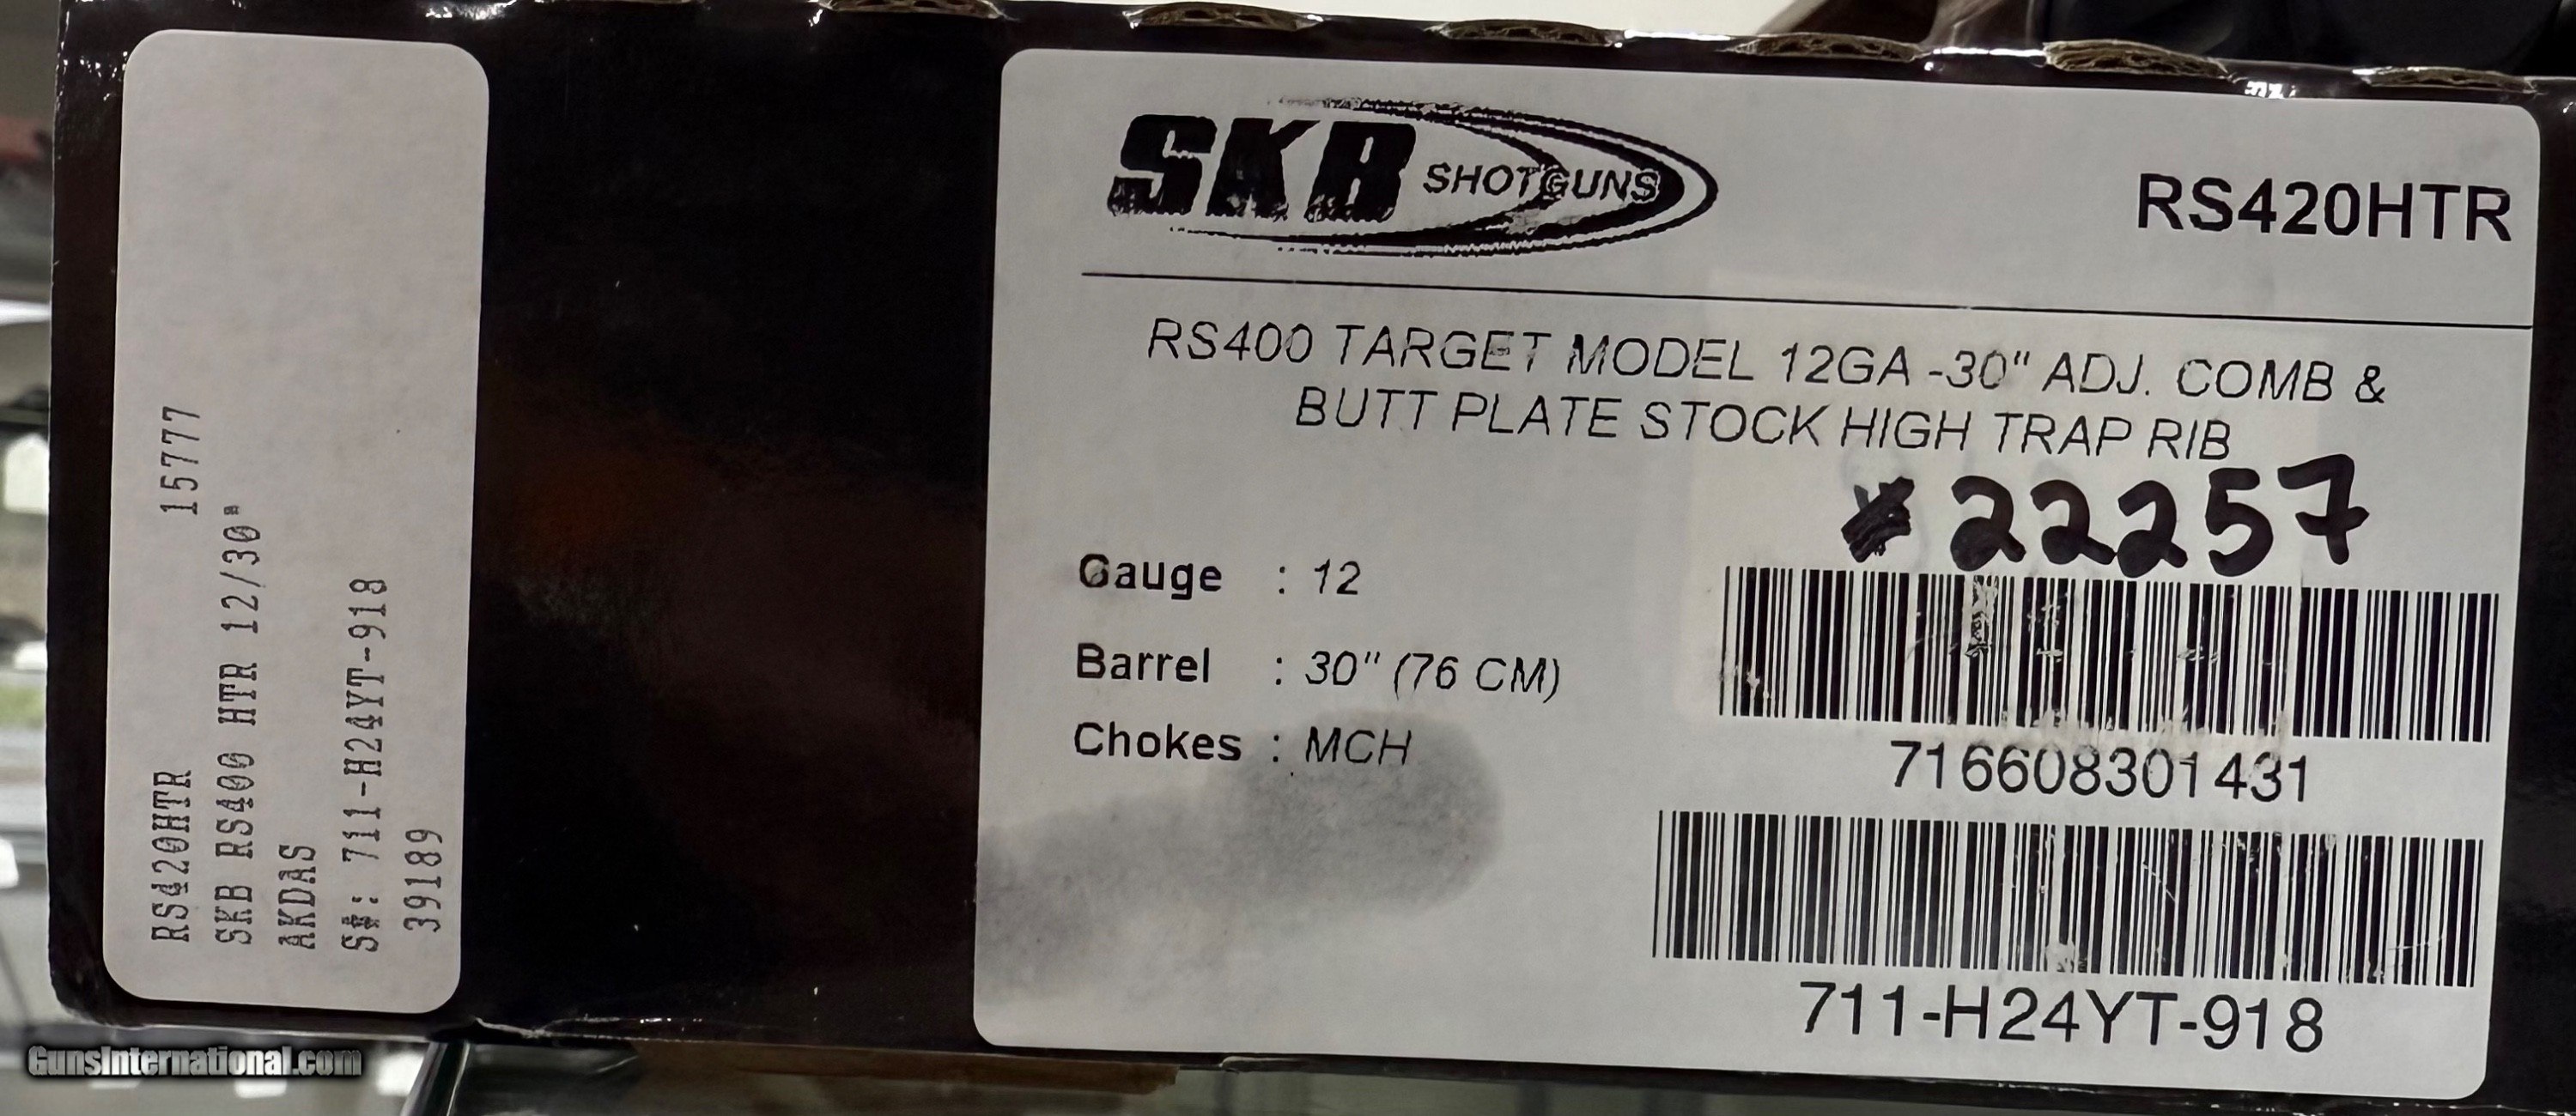 RS420HTR 15777
SKB RS400 HTR 12/30"
AKDAS
S#: 711-H24YT-918
39189
SKB SHOTGUNS
RS420HTR
RS400 TARGET MODEL 12GA -30" ADJ. COMB &
BUTT PLATE STOCK HIGH TRAP RIB
#22257
Gauge : 12
Barrel : 30" (76 CM)
Chokes : MCH
716608301431
711-H24YT-918
GunsInternational.com